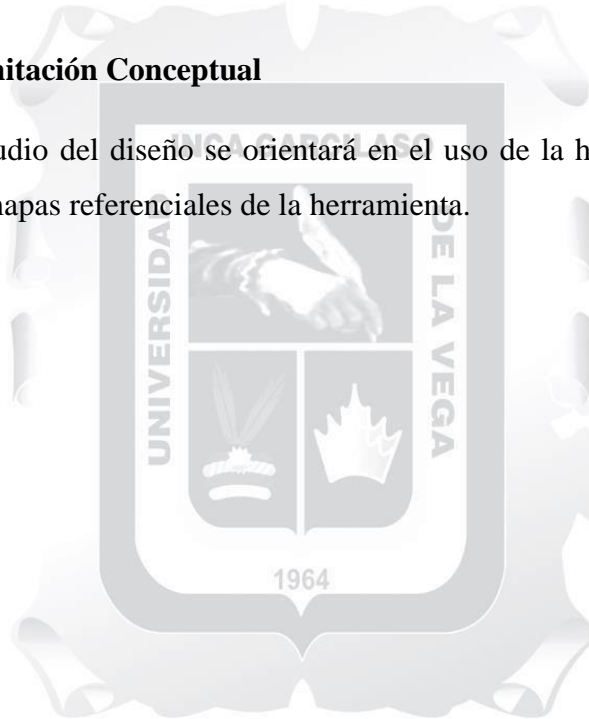 nitación Conceptual
INCA GARCILASO
udio del diseño se orientará en el uso de la h
napas referenciales de la herramienta.
UNIVERSIDAD
DE LA VEGA
1964